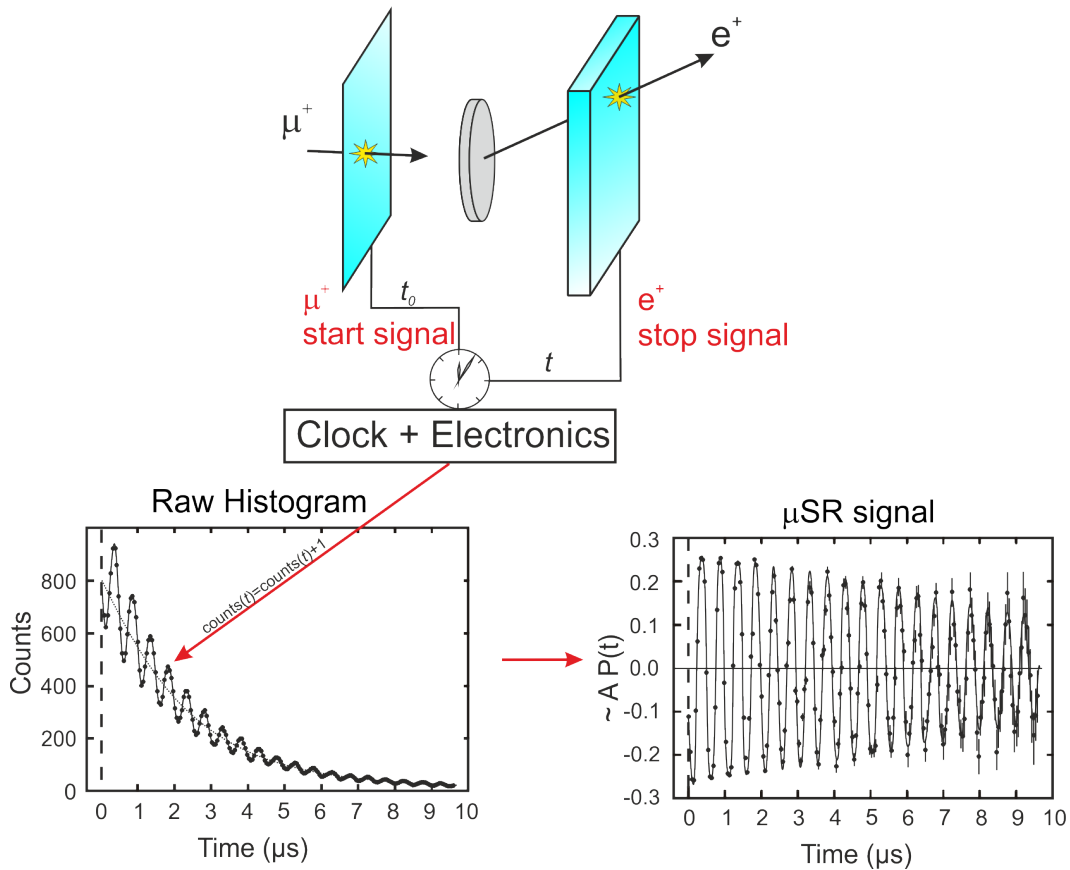 e⁺
μ⁺
μ⁺
start signal
t₀
e⁺
stop signal
t
Clock + Electronics
Raw Histogram
counts(t)=counts(t)+1
Counts
800
600
400
200
0
0 1 2 3 4 5 6 7 8 9 10
Time (μs)
μSR signal
~ A P(t)
0.3
0.2
0.1
0.0
-0.1
-0.2
-0.3
0 1 2 3 4 5 6 7 8 9 10
Time (μs)